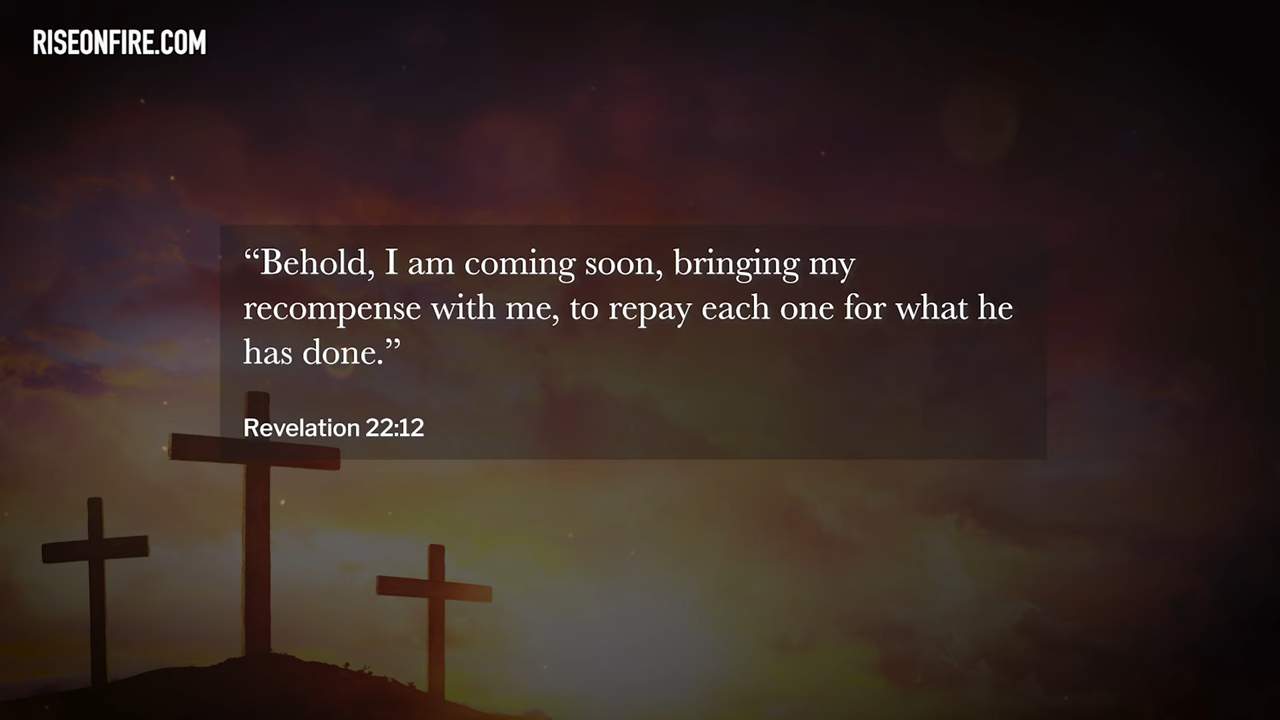 RISEONFIRE.COM
“Behold, I am coming soon, bringing my
recompense with me, to repay each one for what he
has done.”
Revelation 22:12